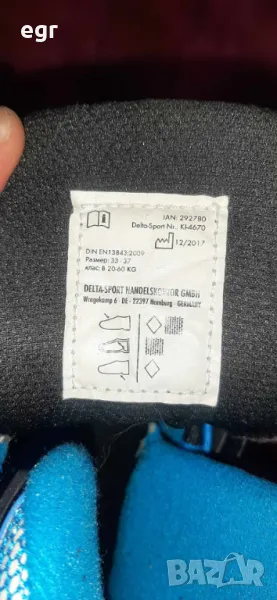 egr
IAN: 292780
Delta-Sport Nr.: KI-4670
12/2017
DIN EN13843:2009
Размер: 33 - 37
клас: B 20-60 KG
DELTA-SPORT HANDELSKONTOR GMBH
Wragekamp 6 · DE - 22397 Hamburg · GERMANY
BAZAR